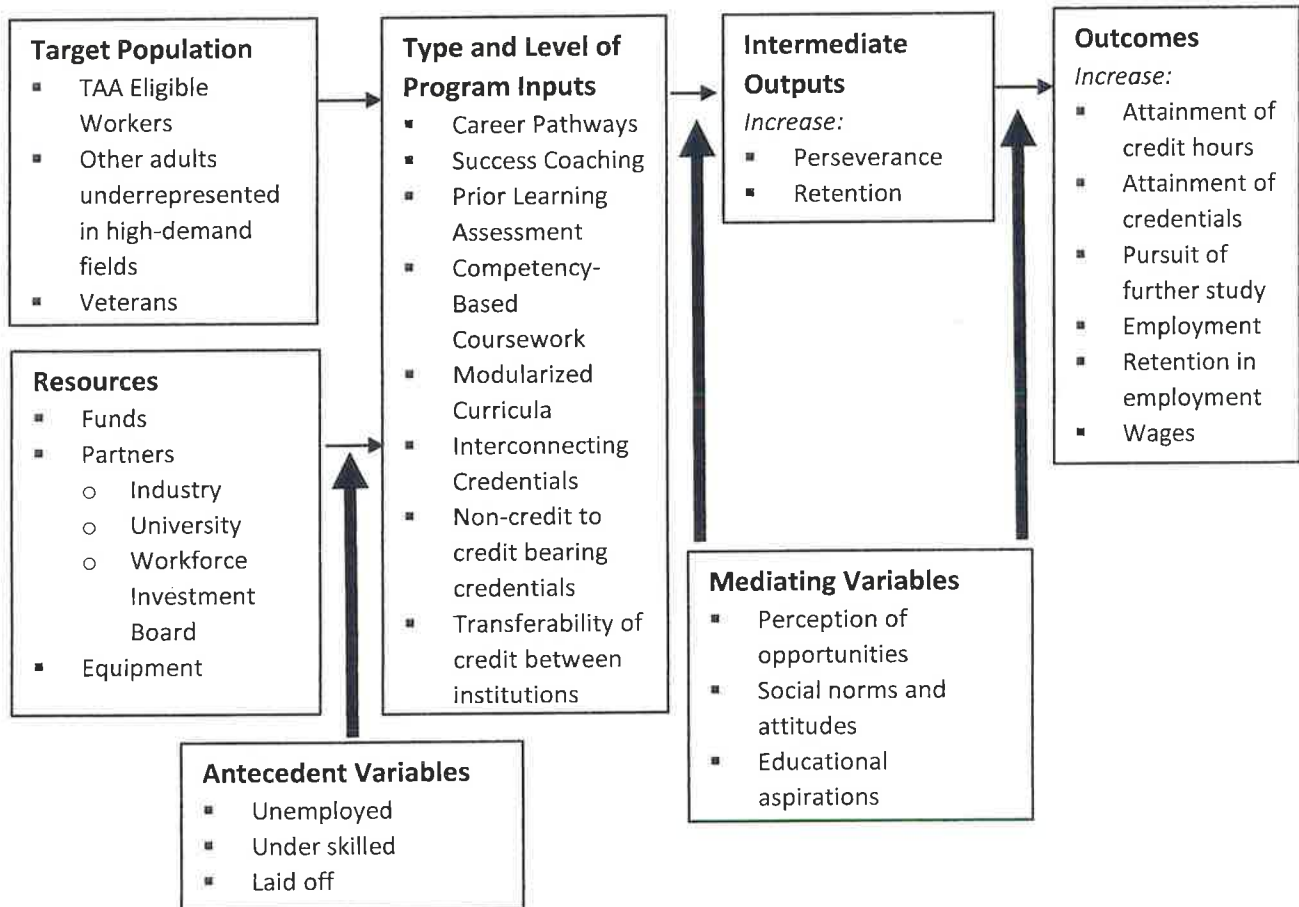 Target Population
▪ TAA Eligible
Workers
▪ Other adults
underrepresented
in high-demand
fields
▪ Veterans
Resources
▪ Funds
▪ Partners
o Industry
o University
o Workforce
Investment
Board
▪ Equipment
Type and Level of
Program Inputs
▪ Career Pathways
▪ Success Coaching
▪ Prior Learning
Assessment
▪ Competency-
Based
Coursework
▪ Modularized
Curricula
▪ Interconnecting
Credentials
▪ Non-credit to
credit bearing
credentials
▪ Transferability of
credit between
institutions
Intermediate
Outputs
Increase:
▪ Perseverance
▪ Retention
Outcomes
Increase:
▪ Attainment of
credit hours
▪ Attainment of
credentials
▪ Pursuit of
further study
▪ Employment
▪ Retention in
employment
▪ Wages
Antecedent Variables
▪ Unemployed
▪ Under skilled
▪ Laid off
Mediating Variables
▪ Perception of
opportunities
▪ Social norms and
attitudes
▪ Educational
aspirations